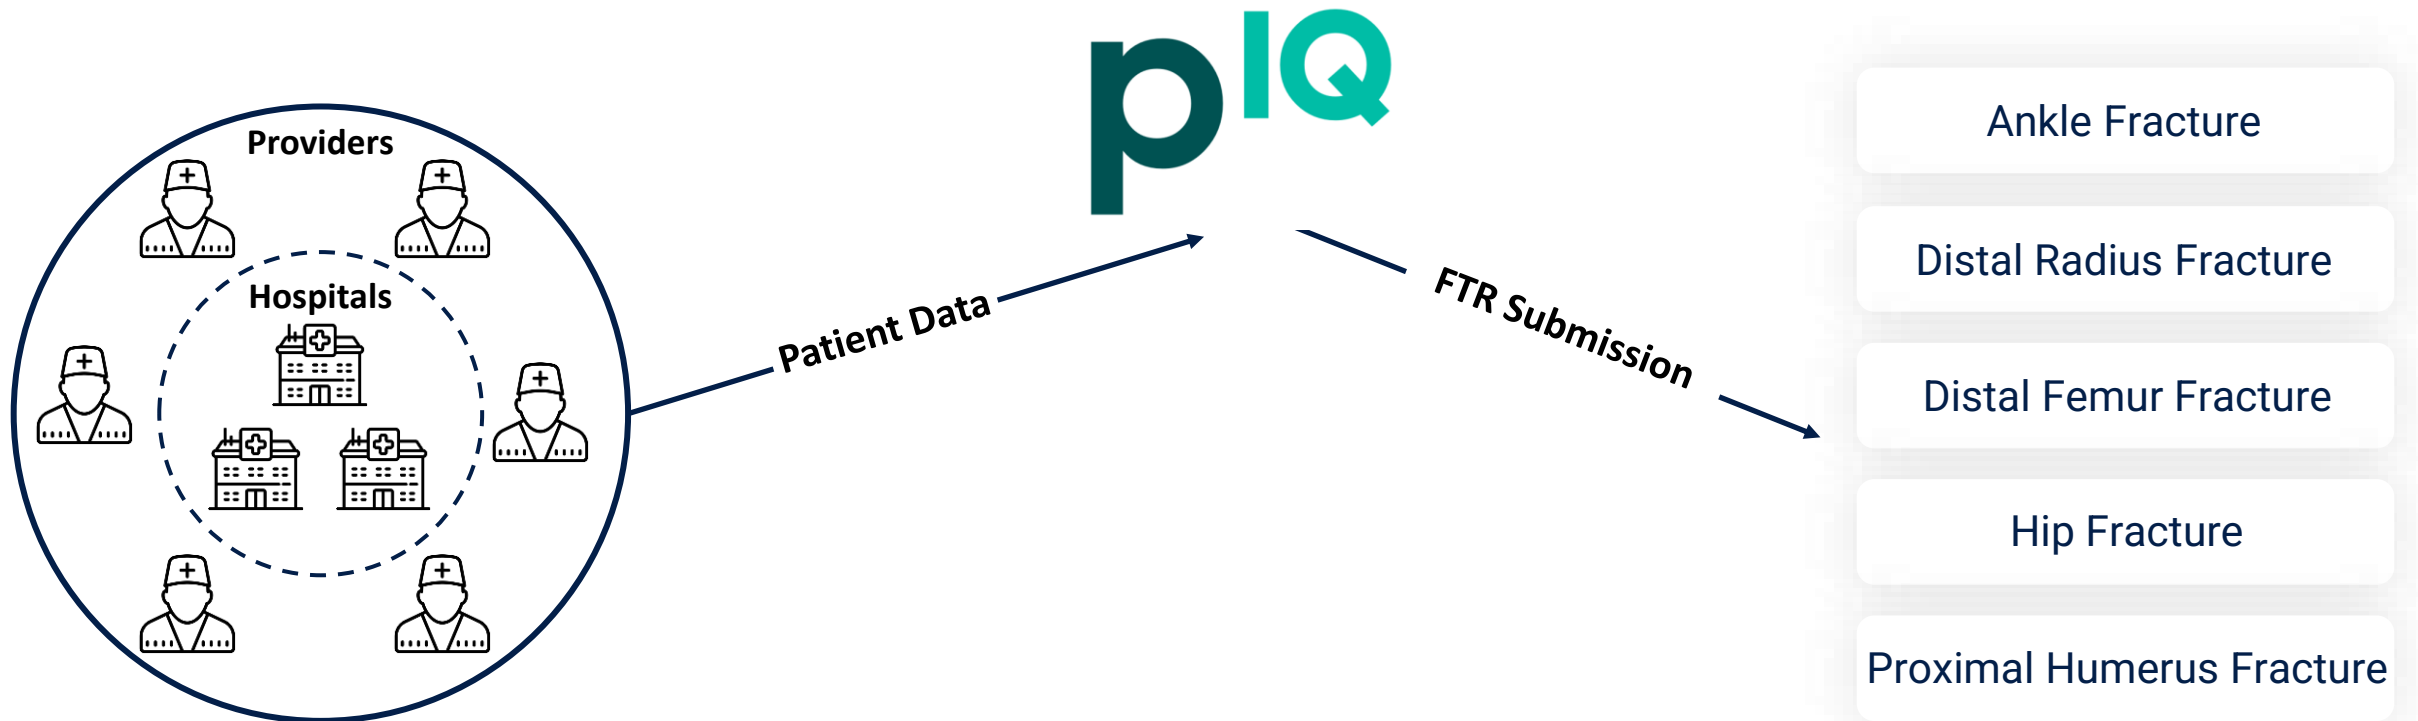 Providers
Hospitals
Patient Data
pIQ
FTR Submission
Ankle Fracture
Distal Radius Fracture
Distal Femur Fracture
Hip Fracture
Proximal Humerus Fracture